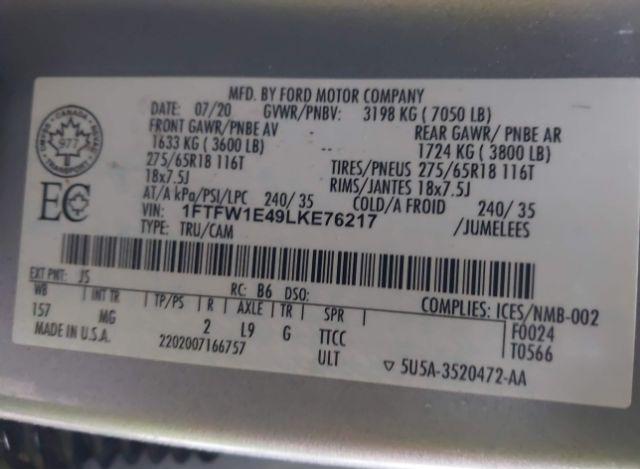 MFD. BY FORD MOTOR COMPANY
DATE: 07/20 GVWR/PNBV: 3198 KG ( 7050 LB)
FRONT GAWR/PNBE AV REAR GAWR/ PNBE AR
1633 KG ( 3600 LB) 1724 KG ( 3800 LB)
275/65R18 116T TIRES/PNEUS 275/65R18 116T
18x7.5J RIMS/JANTES 18x7.5J
AT/A kPa/PSI/LPC 240/ 35 COLD/A FROID 240/ 35
VIN: 1FTFW1E49LKE76217 /JUMELEES
TYPE: TRU/CAM
CANADA
977
TRANSPORT
EC
EXT PNT: JS RC: B6 DSO: COMPLIES: ICES/NMB-002
WB INT TR TP/PS R AXLE TR SPR F0024
157 MG 2 L9 G TTCC T0566
MADE IN U.S.A. 2202007166757 ULT ▽ 5U5A-3520472-AA